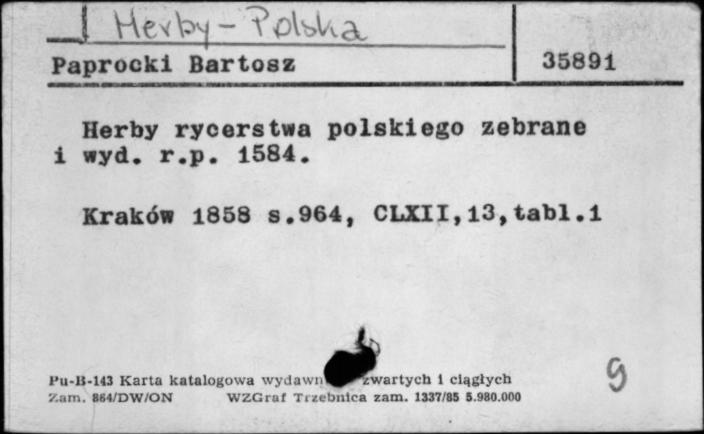 Herby - Polska
Paprocki Bartosz
35891
Herby rycerstwa polskiego zebrane
i wyd. r.p. 1584.
Kraków 1858 s.964, CLXII,13,tabl.1
Pu-B-143 Karta katalogowa wydawn zwartych i ciągłych
Zam. 864/DW/ON WZGraf Trzebnica zam. 1337/85 5.980.000
9